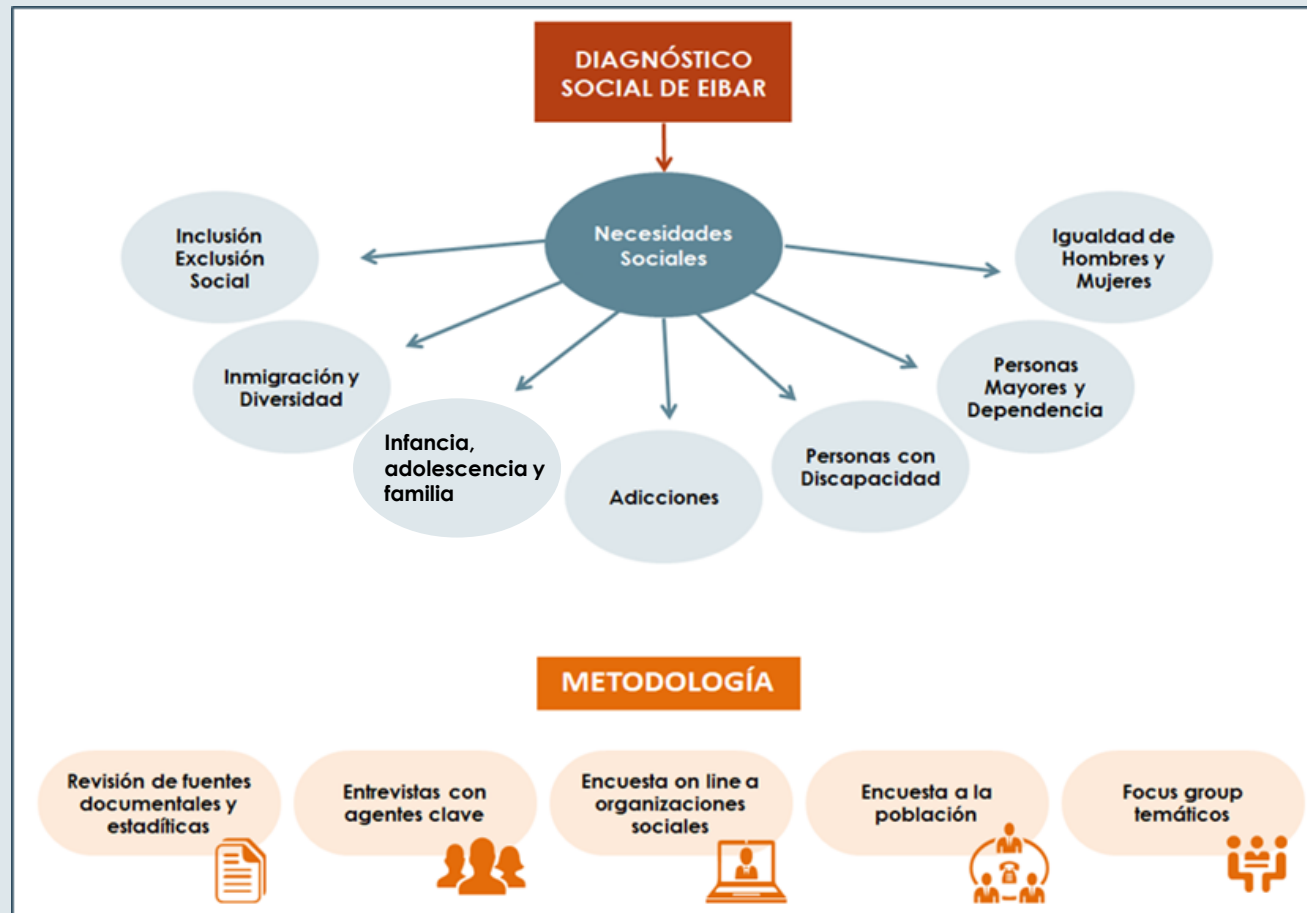 DIAGNÓSTICO
SOCIAL DE EIBAR
Necesidades
Sociales
Inclusión
Exclusión
Social
Inmigración y
Diversidad
Infancia,
adolescencia y
familia
Adicciones
Personas con
Discapacidad
Personas
Mayores y
Dependencia
Igualdad de
Hombres y
Mujeres
METODOLOGÍA
Revisión de fuentes
documentales y
estadíticas
Entrevistas con
agentes clave
Encuesta on line a
organizaciones
sociales
Encuesta a la
población
Focus group
temáticos